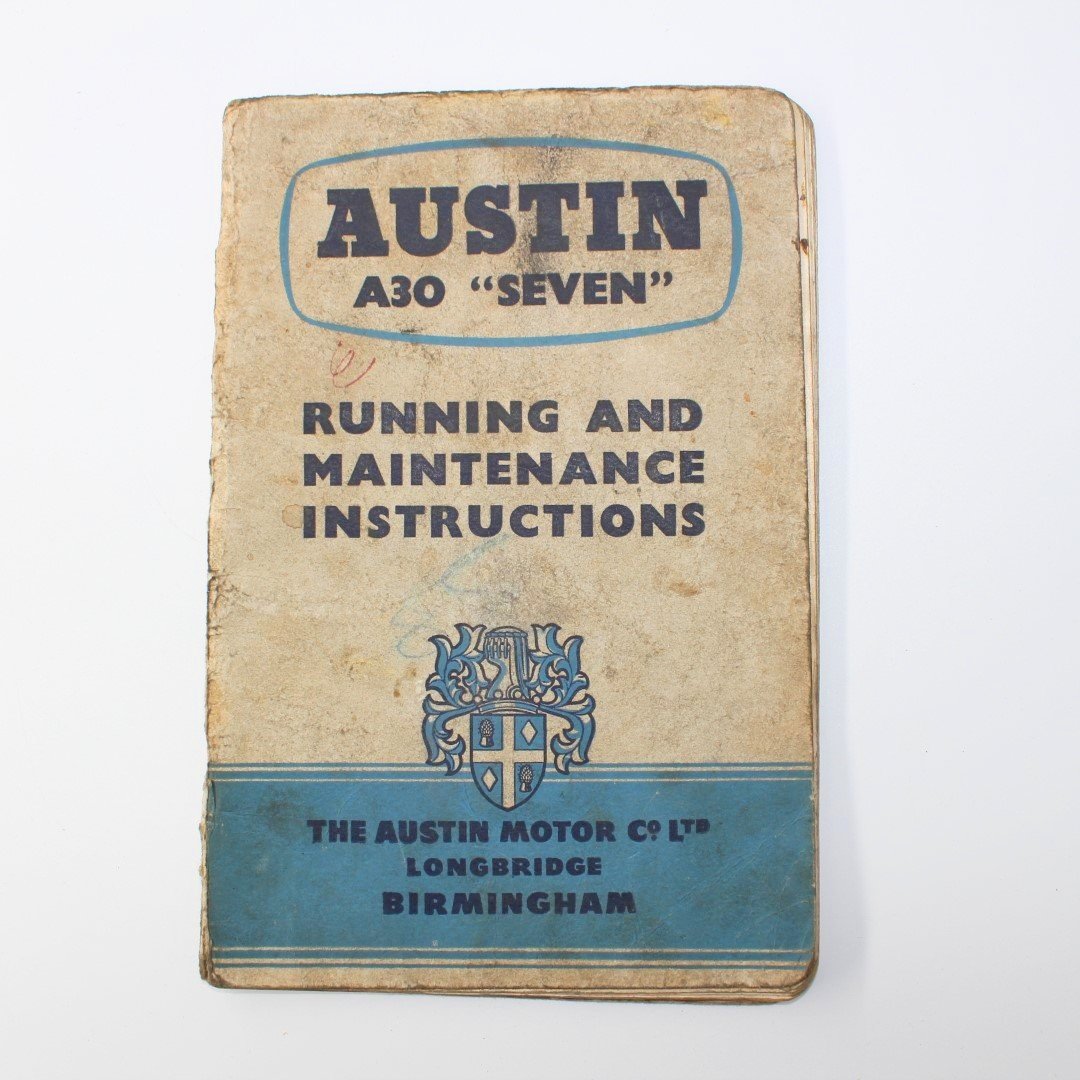 AUSTIN
A30 “SEVEN”
RUNNING AND
MAINTENANCE
INSTRUCTIONS
THE AUSTIN MOTOR Cº LTD
LONGBRIDGE
BIRMINGHAM